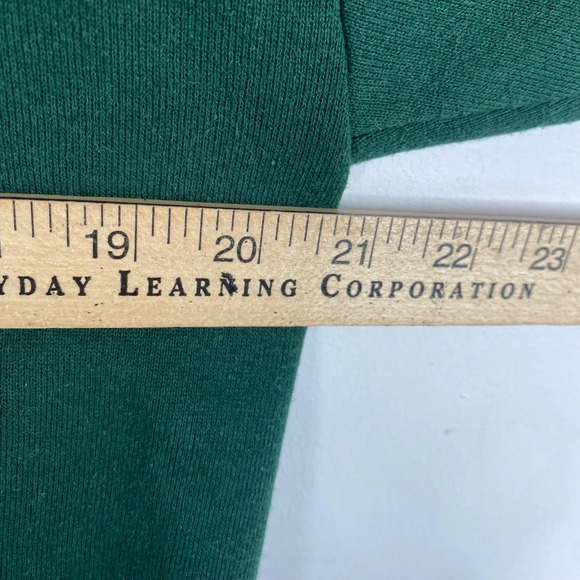 19 20 21 22 23
YDAY LEARNING CORPORATION